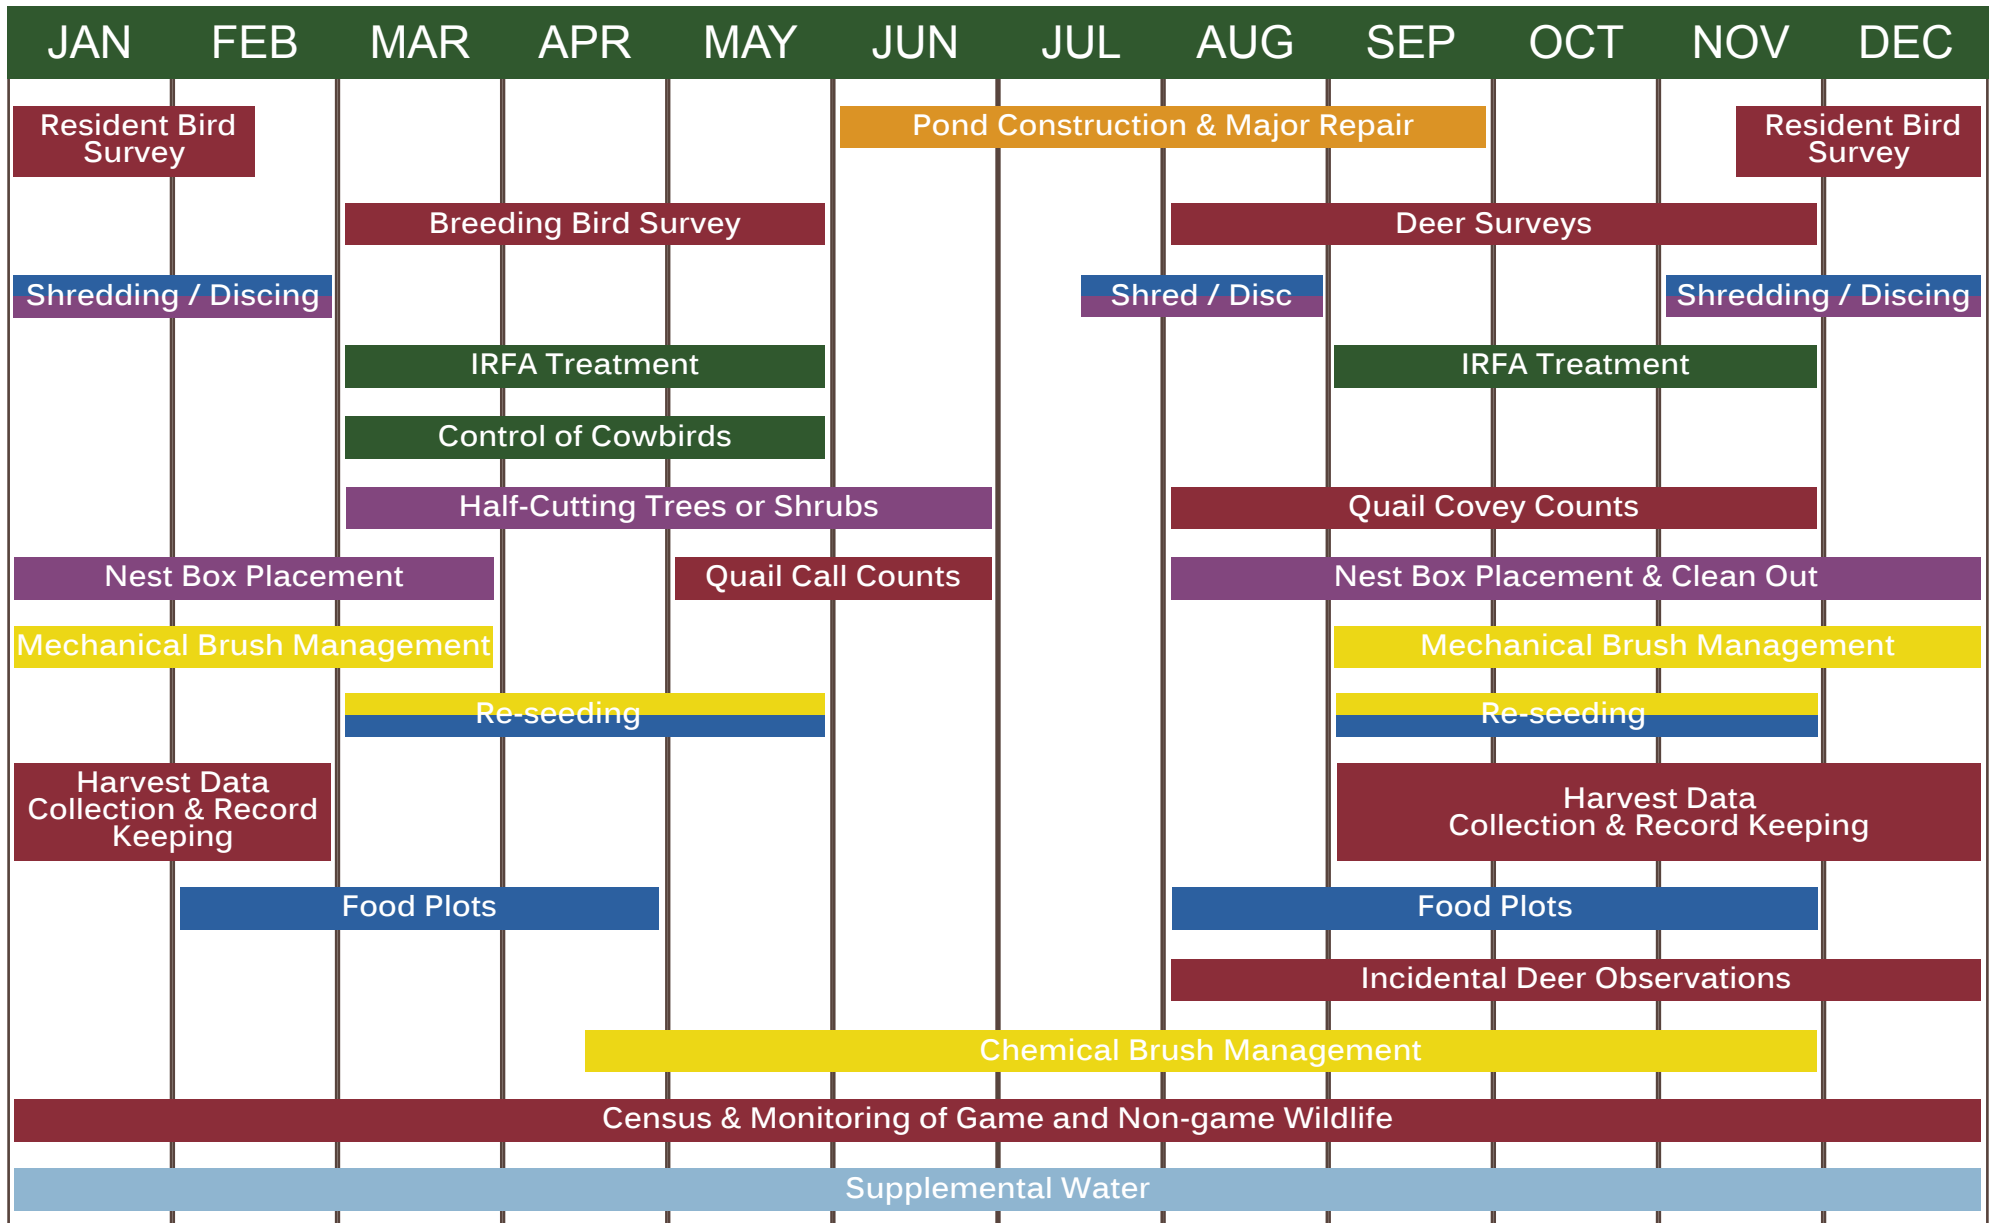 JAN FEB MAR APR MAY JUN JUL AUG SEP OCT NOV DEC
Resident Bird
Survey
Pond Construction & Major Repair
Resident Bird
Survey
Breeding Bird Survey
Deer Surveys
Shredding / Discing
Shred / Disc
Shredding / Discing
IRFA Treatment
IRFA Treatment
Control of Cowbirds
Half-Cutting Trees or Shrubs
Quail Covey Counts
Nest Box Placement
Quail Call Counts
Nest Box Placement & Clean Out
Mechanical Brush Management
Mechanical Brush Management
Re-seeding
Re-seeding
Harvest Data
Collection & Record
Keeping
Harvest Data
Collection & Record Keeping
Food Plots
Food Plots
Incidental Deer Observations
Chemical Brush Management
Census & Monitoring of Game and Non-game Wildlife
Supplemental Water